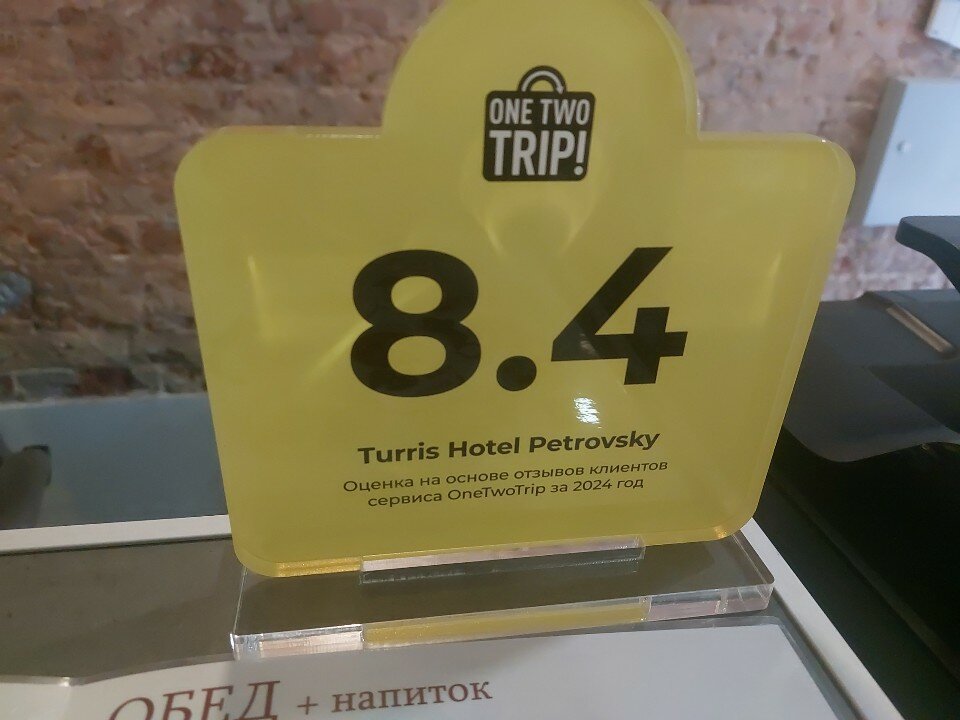 ONE TWO
TRIP!
8.4
Turris Hotel Petrovsky
Оценка на основе отзывов клиентов
сервиса OneTwoTrip за 2024 год
ОБЕД + напиток